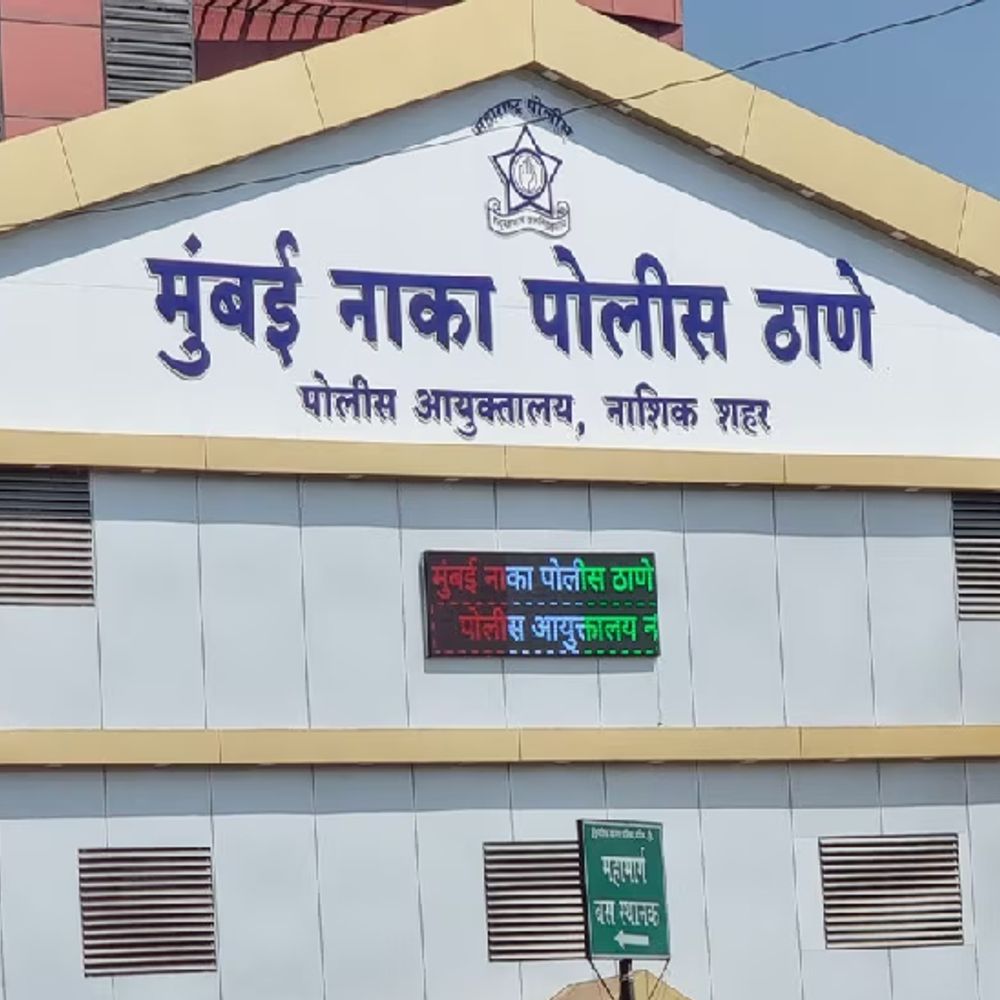 महाराष्ट्र पोलीस
मुंबई नाका पोलीस ठाणे
पोलीस आयुक्तालय, नाशिक शहर
मुंबई नाका पोलीस ठाणे
पोलीस आयुक्तालय न
महामार्ग
बस स्थानक